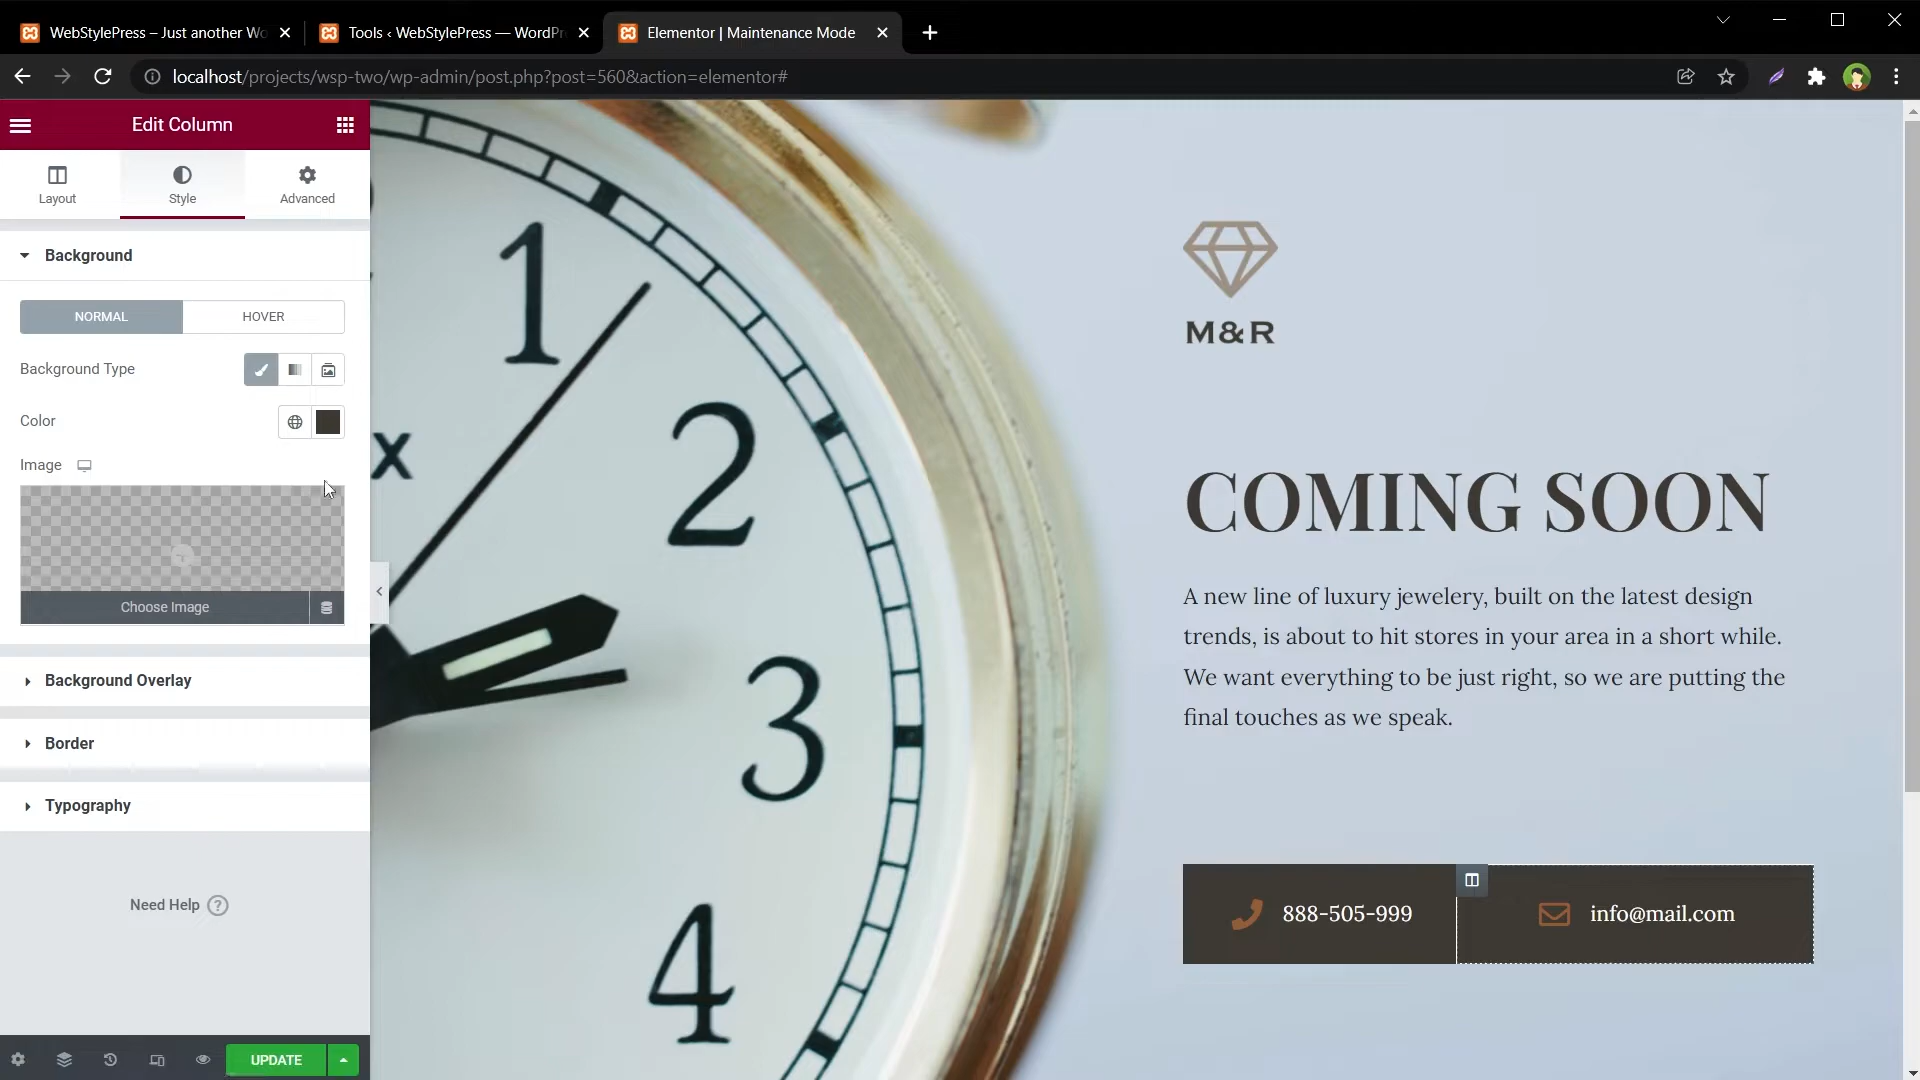 WebStylePress – Just another Wo
Tools ‹ WebStylePress — WordPr
Elementor | Maintenance Mode
localhost/projects/wsp-two/wp-admin/post.php?post=560&action=elementor#
Edit Column
Layout
Style
Advanced
Background
NORMAL
HOVER
Background Type
Color
Image
Choose Image
Background Overlay
Border
Typography
Need Help ?
UPDATE
1
2
3
4
x
M&R
COMING SOON
A new line of luxury jewelery, built on the latest design
trends, is about to hit stores in your area in a short while.
We want everything to be just right, so we are putting the
final touches as we speak.
888-505-999
info@mail.com